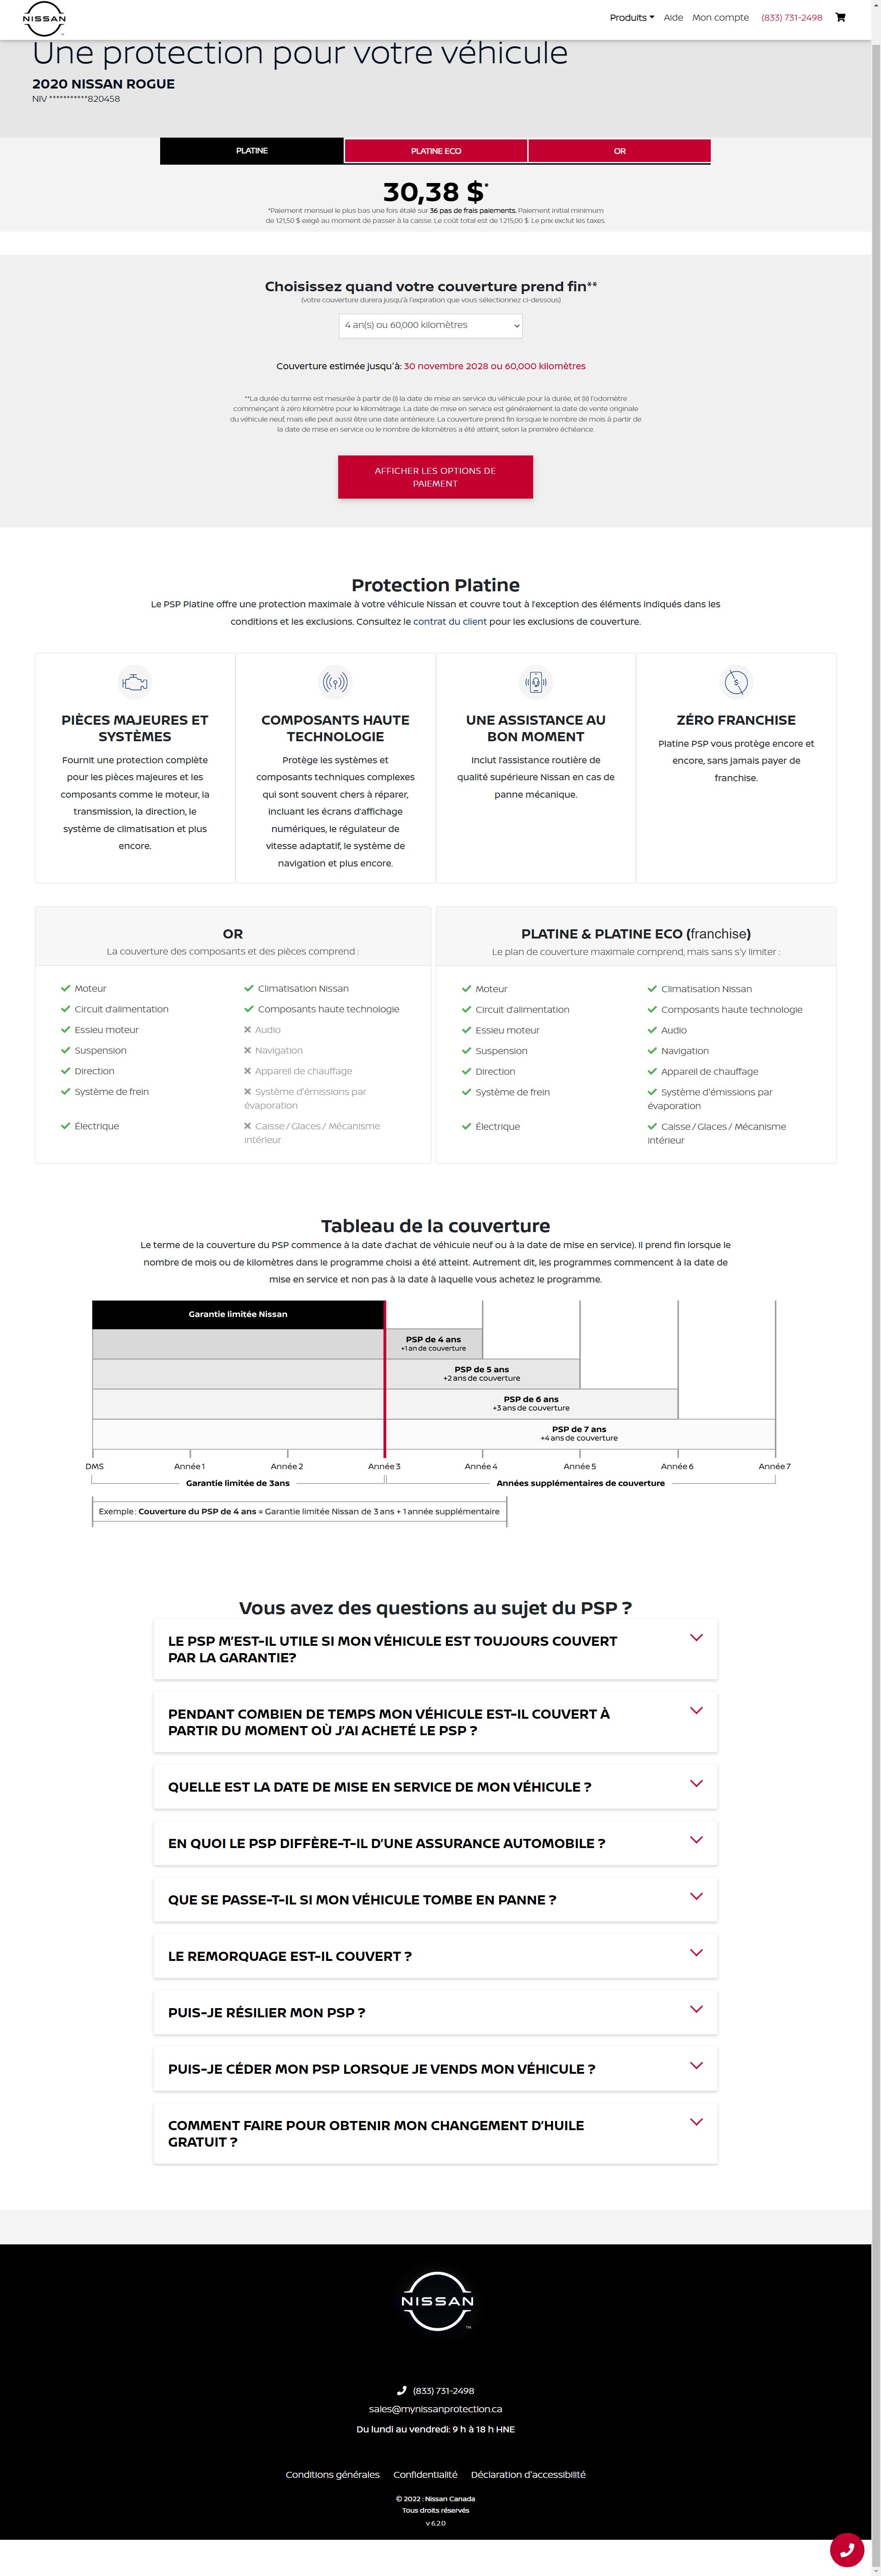 NISSAN
Produits
Aide
Mon compte
(833) 731-2498
Une protection pour votre véhicule
2020 NISSAN ROGUE
NIV ***********820458
PLATINE
PLATINE ECO
OR
30,38 $*
*Paiement mensuel le plus bas une fois étalé sur 36 pas de frais paiements. Paiement initial minimum
de 121,50 $ exigé au moment de passer à la caisse. Le coût total est de 1 215,00 $. Le prix exclut les taxes.
Choisissez quand votre couverture prend fin**
(votre couverture durera jusqu'à l'expiration que vous sélectionnez ci-dessous)
4 an(s) ou 60,000 kilomètres
Couverture estimée jusqu'à: 30 novembre 2028 ou 60,000 kilomètres
**La durée du terme est mesurée à partir de (i) la date de mise en service du véhicule pour la durée, et (ii) l'odomètre
commençant à zéro kilomètre pour le kilométrage. La date de mise en service est généralement la date de vente originale
du véhicule neuf, mais elle peut aussi être une date antérieure. La couverture prend fin lorsque le nombre de mois à partir de
la date de mise en service ou le nombre de kilomètres a été atteint, selon la première échéance.
AFFICHER LES OPTIONS DE
PAIEMENT
Protection Platine
Le PSP Platine offre une protection maximale à votre véhicule Nissan et couvre tout à l'exception des éléments indiqués dans les
conditions et les exclusions. Consultez le contrat du client pour les exclusions de couverture.
PIÈCES MAJEURES ET
SYSTÈMES
Fournit une protection complète
pour les pièces majeures et les
composants comme le moteur, la
transmission, la direction, le
système de climatisation et plus
encore.
COMPOSANTS HAUTE
TECHNOLOGIE
Protège les systèmes et
composants techniques complexes
qui sont souvent chers à réparer,
incluant les écrans d'affichage
numériques, le régulateur de
vitesse adaptatif, le système de
navigation et plus encore.
UNE ASSISTANCE AU
BON MOMENT
Inclut l'assistance routière de
qualité supérieure Nissan en cas de
panne mécanique.
ZÉRO FRANCHISE
Platine PSP vous protège encore et
encore, sans jamais payer de
franchise.
OR
La couverture des composants et des pièces comprend :
Moteur
Climatisation Nissan
Circuit d'alimentation
Composants haute technologie
Essieu moteur
Audio
Suspension
Navigation
Direction
Appareil de chauffage
Système de frein
Système d'émissions par
évaporation
Électrique
Caisse / Glaces / Mécanisme
intérieur
PLATINE & PLATINE ECO (franchise)
Le plan de couverture maximale comprend, mais sans s'y limiter :
Moteur
Climatisation Nissan
Circuit d'alimentation
Composants haute technologie
Essieu moteur
Audio
Suspension
Navigation
Direction
Appareil de chauffage
Système de frein
Système d'émissions par
évaporation
Électrique
Caisse / Glaces / Mécanisme
intérieur
Tableau de la couverture
Le terme de la couverture du PSP commence à la date d'achat de véhicule neuf ou à la date de mise en service). Il prend fin lorsque le
nombre de mois ou de kilomètres dans le programme choisi a été atteint. Autrement dit, les programmes commencent à la date de
mise en service et non pas à la date à laquelle vous achetez le programme.
Garantie limitée Nissan
PSP de 4 ans
+1 an de couverture
PSP de 5 ans
+2 ans de couverture
PSP de 6 ans
+3 ans de couverture
PSP de 7 ans
+4 ans de couverture
DMS
Année 1
Année 2
Année 3
Année 4
Année 5
Année 6
Année 7
Garantie limitée de 3ans
Années supplémentaires de couverture
Exemple : Couverture du PSP de 4 ans = Garantie limitée Nissan de 3 ans + 1 année supplémentaire
Vous avez des questions au sujet du PSP ?
LE PSP M'EST-IL UTILE SI MON VÉHICULE EST TOUJOURS COUVERT
PAR LA GARANTIE?
PENDANT COMBIEN DE TEMPS MON VÉHICULE EST-IL COUVERT À
PARTIR DU MOMENT OÙ J'AI ACHETÉ LE PSP ?
QUELLE EST LA DATE DE MISE EN SERVICE DE MON VÉHICULE ?
EN QUOI LE PSP DIFFÈRE-T-IL D'UNE ASSURANCE AUTOMOBILE ?
QUE SE PASSE-T-IL SI MON VÉHICULE TOMBE EN PANNE ?
LE REMORQUAGE EST-IL COUVERT ?
PUIS-JE RÉSILIER MON PSP ?
PUIS-JE CÉDER MON PSP LORSQUE JE VENDS MON VÉHICULE ?
COMMENT FAIRE POUR OBTENIR MON CHANGEMENT D'HUILE
GRATUIT ?
NISSAN
TM
(833) 731-2498
sales@mynissanprotection.ca
Du lundi au vendredi: 9 h à 18 h HNE
Conditions générales
Confidentialité
Déclaration d'accessibilité
© 2022 : Nissan Canada
Tous droits réservés
v 6.2.0